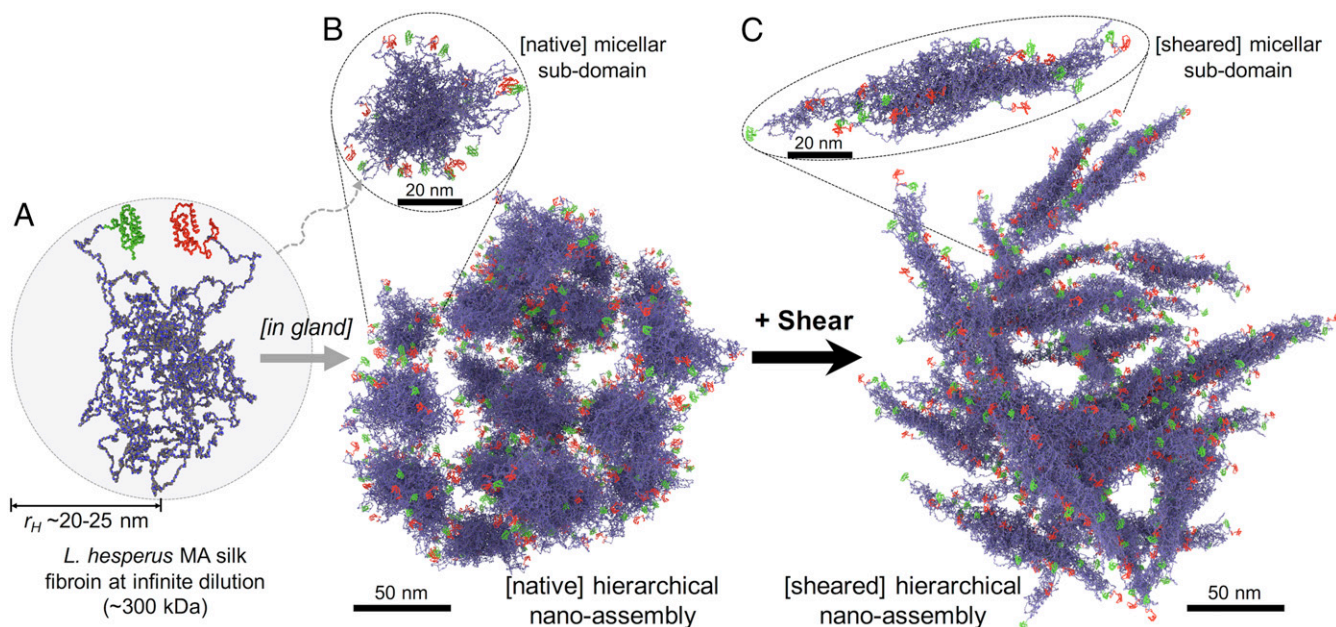 A
r_H ~20-25 nm
L. hesperus MA silk
fibroin at infinite dilution
(~300 kDa)
[in gland]
B
[native] micellar
sub-domain
20 nm
50 nm
[native] hierarchical
nano-assembly
+ Shear
C
[sheared] micellar
sub-domain
20 nm
[sheared] hierarchical
nano-assembly
50 nm